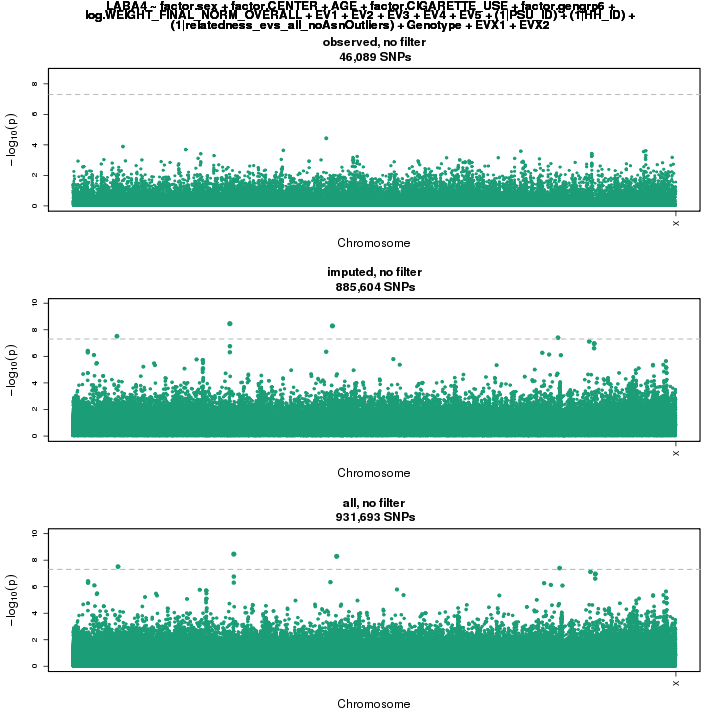 LABA4 ~ factor.sex + factor.CENTER + AGE + factor.CIGARETTE_USE + factor.gengrp6 +
log.WEIGHT_FINAL_NORM_OVERALL + EV1 + EV2 + EV3 + EV4 + EV5 + (1|PSU_ID) + (1|HH_ID) +
(1|relatedness_evs_all_noAsnOutliers) + Genotype + EVX1 + EVX2
observed, no filter
46,089 SNPs
8
6
4
2
0
−log10(p)
X
Chromosome
imputed, no filter
885,604 SNPs
10
8
6
4
2
0
−log10(p)
X
Chromosome
all, no filter
931,693 SNPs
10
8
6
4
2
0
−log10(p)
X
Chromosome